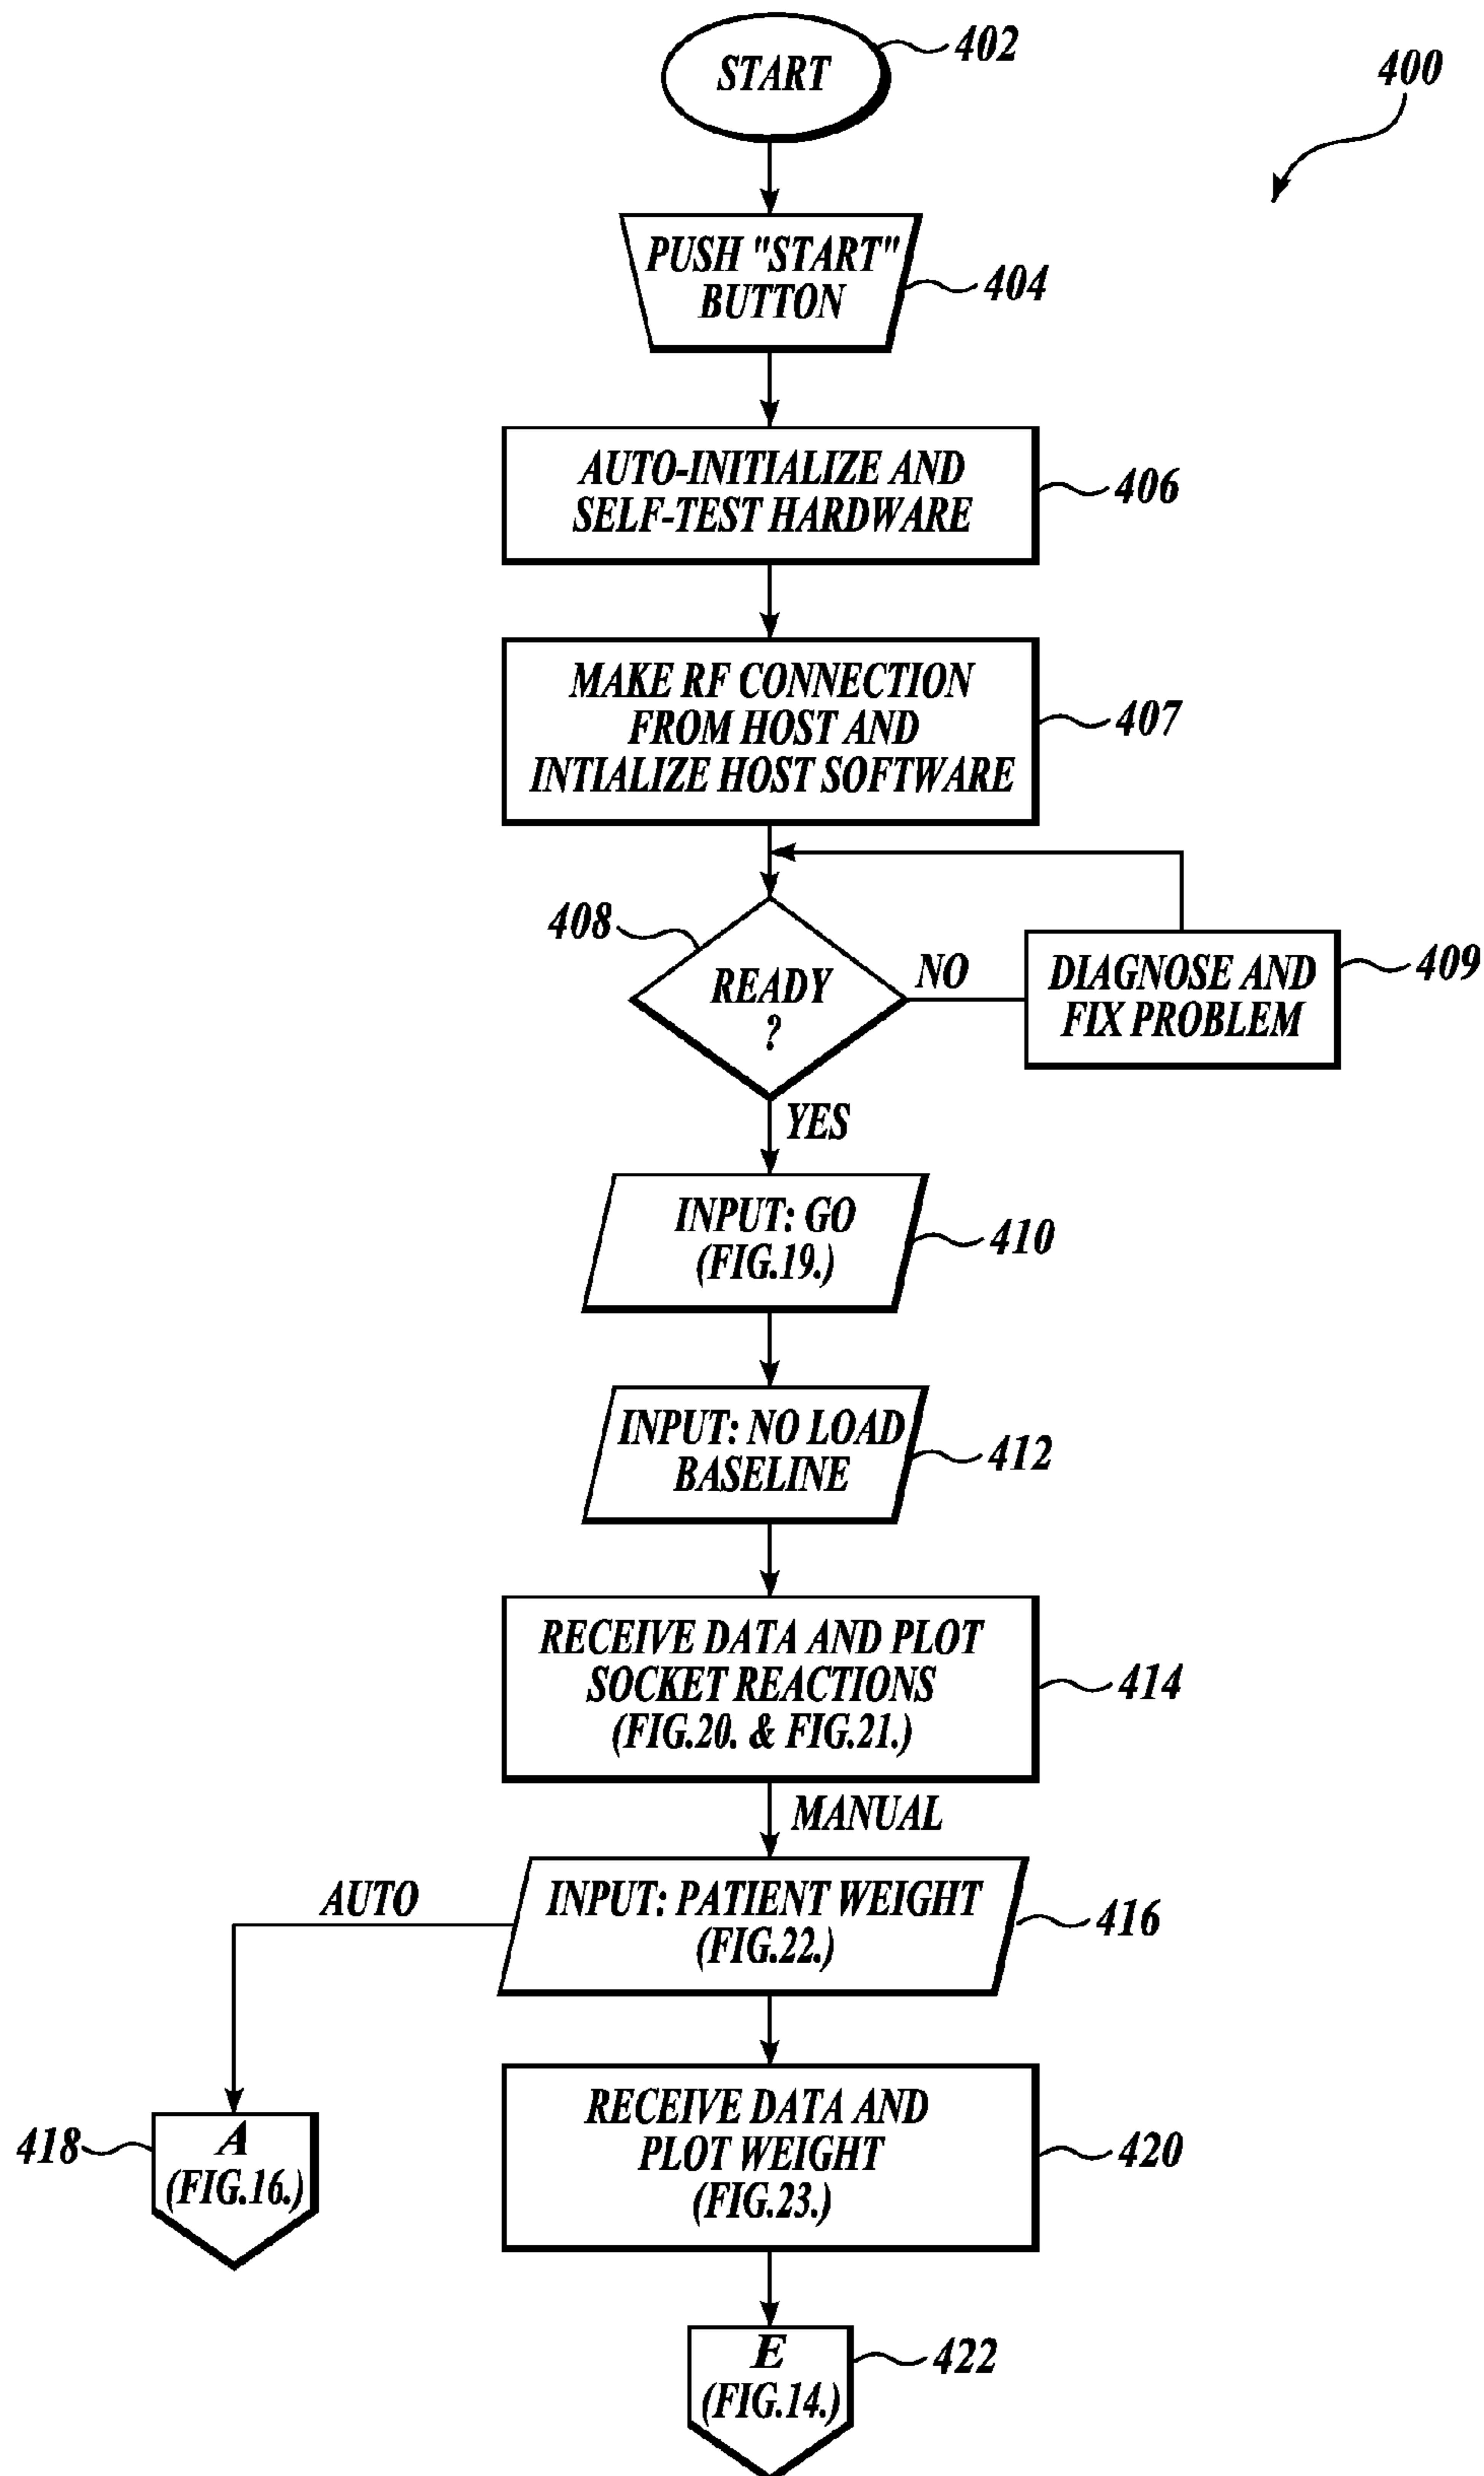 START
402
400
PUSH "START"
BUTTON
404
AUTO-INITIALIZE AND
SELF-TEST HARDWARE
406
MAKE RF CONNECTION
FROM HOST AND
INTIALIZE HOST SOFTWARE
407
408
READY
?
NO
DIAGNOSE AND
FIX PROBLEM
409
YES
INPUT: GO
(FIG.19.)
410
INPUT: NO LOAD
BASELINE
412
RECEIVE DATA AND PLOT
SOCKET REACTIONS
(FIG.20. & FIG.21.)
414
MANUAL
AUTO
INPUT: PATIENT WEIGHT
(FIG.22.)
416
418
A
(FIG.16.)
RECEIVE DATA AND
PLOT WEIGHT
(FIG.23.)
420
E
(FIG.14.)
422